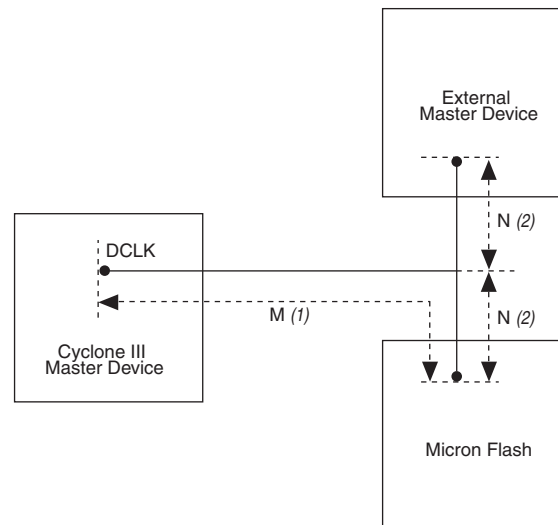 External
Master Device
N (2)
DCLK
M (1)
N (2)
Cyclone III
Master Device
Micron Flash